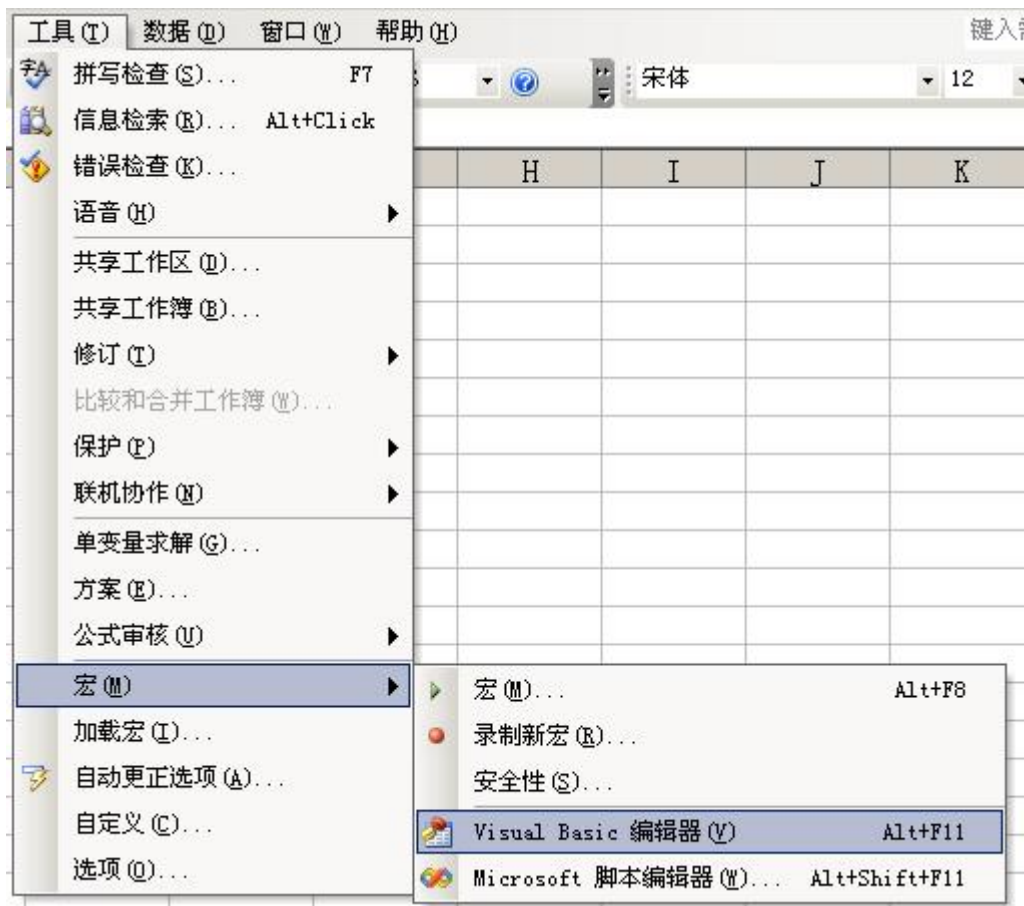 工具(T) 数据(D) 窗口(W) 帮助(H) 键入
拼写检查(S)... F7
宋体 12
信息检索(R)... Alt+Click
错误检查(K)...
H I J K
语音(H)
共享工作区(D)...
共享工作簿(B)...
修订(T)
比较和合并工作簿(W)...
保护(P)
联机协作(N)
单变量求解(G)...
方案(E)...
公式审核(U)
宏(M)
宏(M)... Alt+F8
加载宏(I)...
录制新宏(R)...
自动更正选项(A)...
安全性(S)...
自定义(C)...
Visual Basic 编辑器(V) Alt+F11
选项(O)...
Microsoft 脚本编辑器(W)... Alt+Shift+F11